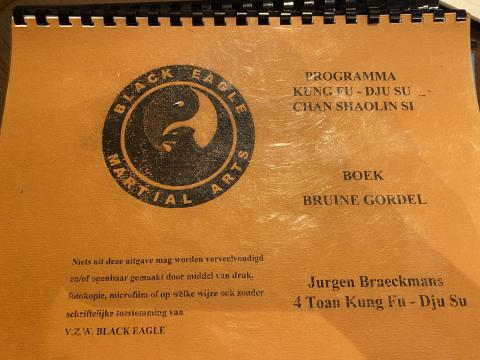 BLACK EAGLE
MARTIAL ARTS
PROGRAMMA
KUNG FU - DJU SU
CHAN SHAOLIN SI
BOEK
BRUINE GORDEL
Niets uit deze uitgave mag worden verveelvoudigd
en/of openbaar gemaakt door middel van druk,
fotokopie, microfilm of op welke wijze ook zonder
schriftelijke toestemming van
V.Z.W. BLACK EAGLE
Jurgen Braeckmans
4 Toan Kung Fu - Dju Su